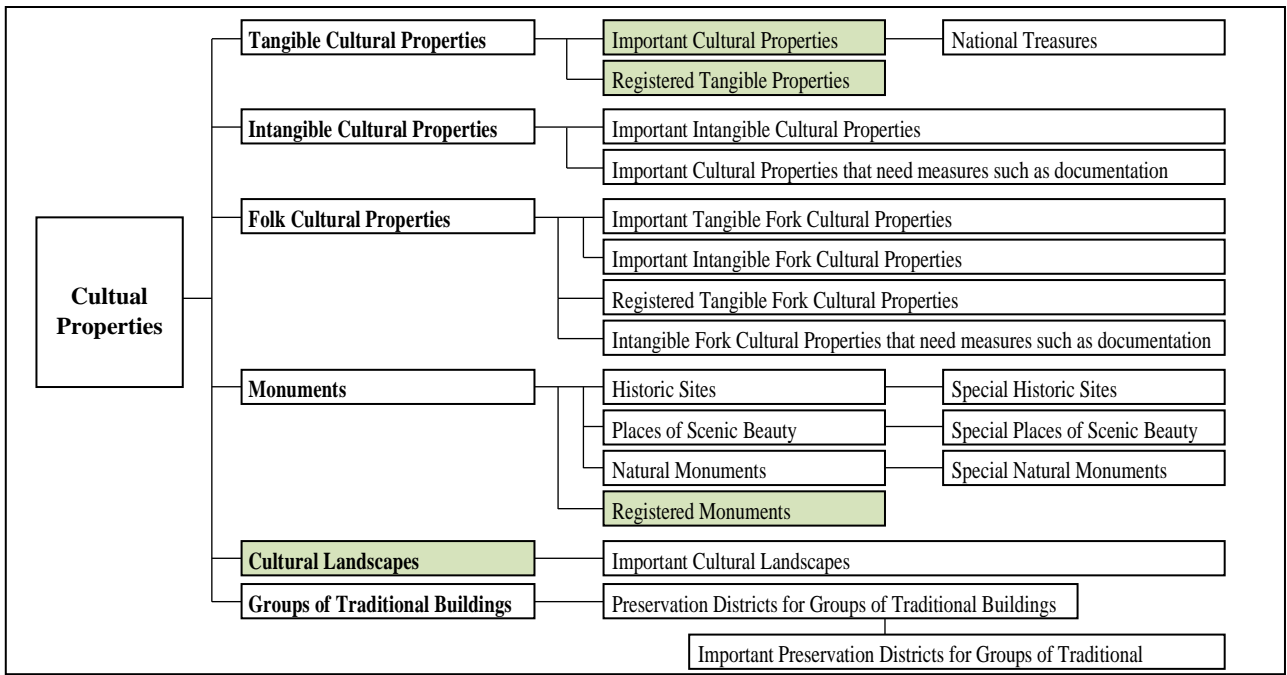 Tangible Cultural Properties
Important Cultural Properties
National Treasures
Registered Tangible Properties
Intangible Cultural Properties
Important Intangible Cultural Properties
Important Cultural Properties that need measures such as documentation
Folk Cultural Properties
Important Tangible Fork Cultural Properties
Important Intangible Fork Cultural Properties
Registered Tangible Fork Cultural Properties
Intangible Fork Cultural Properties that need measures such as documentation
Cultual
Properties
Monuments
Historic Sites
Special Historic Sites
Places of Scenic Beauty
Special Places of Scenic Beauty
Natural Monuments
Special Natural Monuments
Registered Monuments
Cultural Landscapes
Important Cultural Landscapes
Groups of Traditional Buildings
Preservation Districts for Groups of Traditional Buildings
Important Preservation Districts for Groups of Traditional